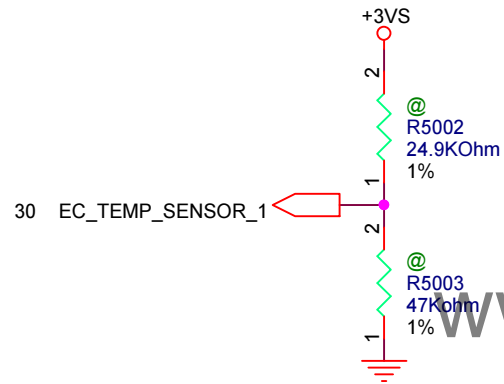 +3VS
2
@
R5002
24.9KOhm
1%
1
30 EC_TEMP_SENSOR_1
2
@
R5003
47Kohm
1%
1